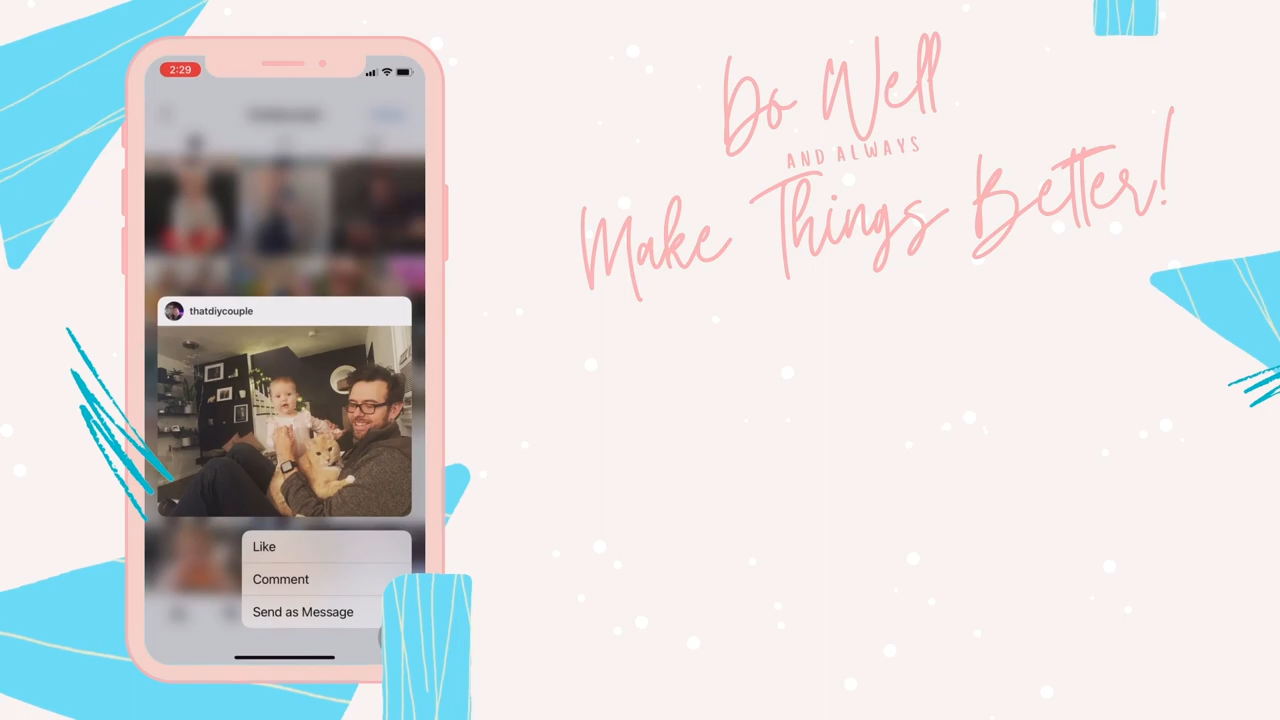 2:29
thatdiycouple
Like
Comment
Send as Message
Do Well
AND ALWAYS
Make Things Better!